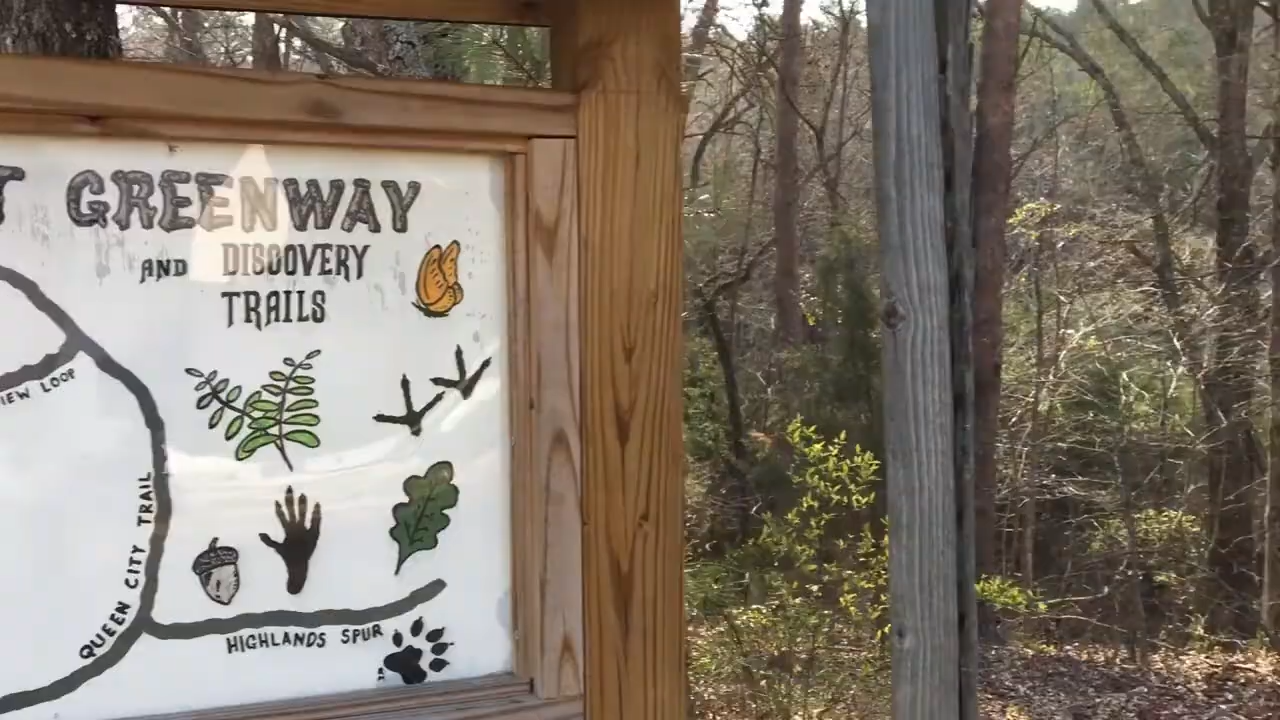 GREENWAY
AND DISCOVERY
TRAILS
LOOP
QUEEN CITY TRAIL
HIGHLANDS SPUR